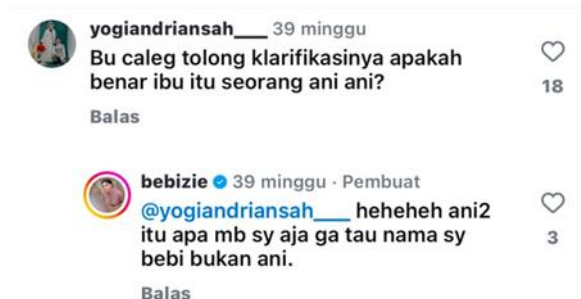 yogiandriansah___ 39 minggu
Bu caleg tolong klarifikasinya apakah
benar ibu itu seorang ani ani?
18
Balas
bebizie 39 minggu · Pembuat
@yogiandriansah___ heheheh ani2
itu apa mb sy aja ga tau nama sy
bebi bukan ani.
3
Balas